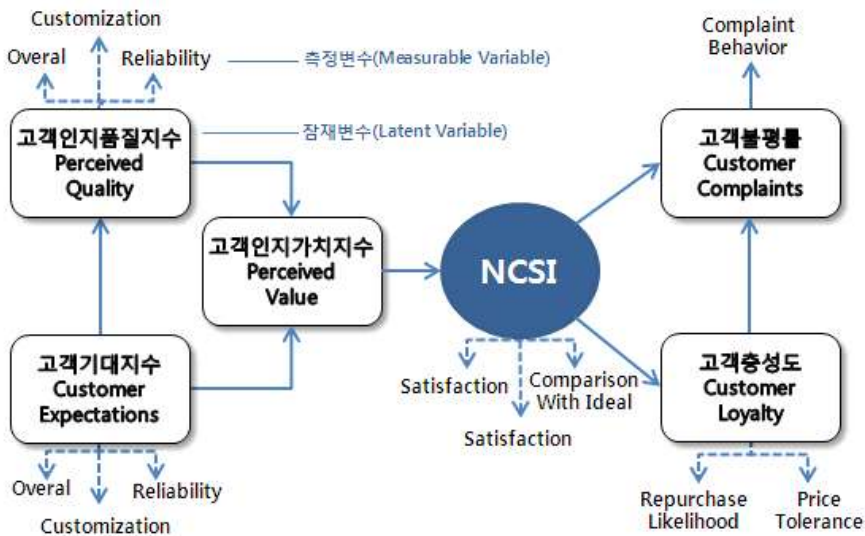 Customization
Overal
Reliability
측정변수(Measurable Variable)
고객인지품질지수
Perceived
Quality
잠재변수(Latent Variable)
Complaint
Behavior
고객불평률
Customer
Complaints
고객인지가치지수
Perceived
Value
NCSI
고객기대지수
Customer
Expectations
Overal
Reliability
Customization
Satisfaction
Comparison
With Ideal
Satisfaction
고객충성도
Customer
Loyalty
Repurchase
Likelihood
Price
Tolerance